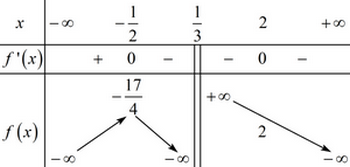 x −∞ −1/2 1/3 2 +∞
f'(x) + 0 − − 0 −
f(x) −∞ −17/4 −∞ +∞ 2 −∞